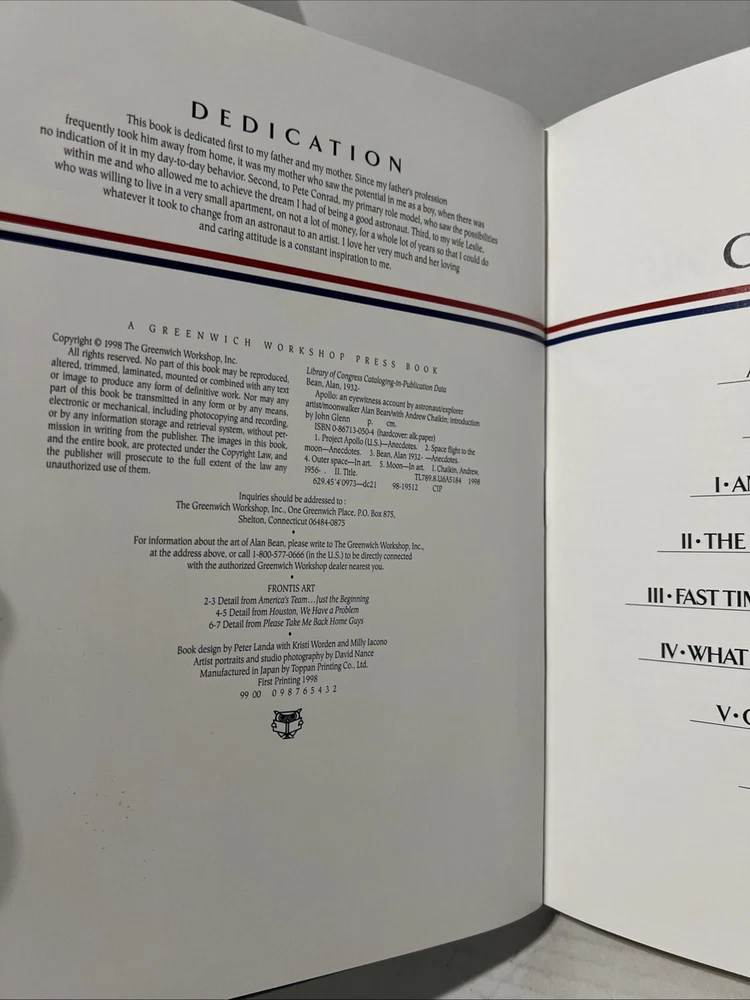 DEDICATION
This book is dedicated first to my father and my mother. Since my father's profession
frequently took him away from home, it was my mother who saw the potential in me as a boy, when there was
no indication of it in my day-to-day behavior. Second, to Pete Conrad, my primary role model, who saw the possibilities
within me and who allowed me to achieve the dream I had of being a good astronaut. Third, to my wife Leslie,
who was willing to live in a very small apartment, on not a lot of money, for a whole lot of years so that I could do
whatever it took to change from an astronaut to an artist. I love her very much and her loving
and caring attitude is a constant inspiration to me.
A GREENWICH WORKSHOP PRESS BOOK
Copyright © 1998 The Greenwich Workshop, Inc.
All rights reserved. No part of this book may be reproduced,
altered, trimmed, laminated, mounted or combined with any text
or image to produce any form of definitive work. Nor may any
part of this book be transmitted in any form or by any means,
electronic or mechanical, including photocopying and recording,
or by any information storage and retrieval system, without per-
mission in writing from the publisher. The images in this book,
and the entire book, are protected under the Copyright Law, and
the publisher will prosecute to the full extent of the law any
unauthorized use of them.
Library of Congress Cataloging-in-Publication Data
Bean, Alan, 1932-
Apollo: an eyewitness account by astronaut/explorer
artist/moonwalker Alan Bean/with Andrew Chaikin; introduction
by John Glenn p. cm.
ISBN 0-86713-050-4 (hardcover: alk.paper)
1. Project Apollo (U.S.)—Anecdotes. 2. Space flight to the
moon—Anecdotes. 3. Bean, Alan 1932- —Anecdotes.
4. Outer space—In art. 5. Moon—In art. I. Chaikin, Andrew,
1956- . II. Title. TL789.8.U6A5184 1998
629.45'4'0973—dc21 98-19512 CIP
Inquiries should be addressed to :
The Greenwich Workshop, Inc., One Greenwich Place, P.O. Box 875,
Shelton, Connecticut 06484-0875
•
For information about the art of Alan Bean, please write to The Greenwich Workshop, Inc.,
at the address above, or call 1-800-577-0666 (in the U.S.) to be directly connected
with the authorized Greenwich Workshop dealer nearest you.
•
FRONTIS ART
2-3 Detail from America's Team…Just the Beginning
4-5 Detail from Houston, We Have a Problem
6-7 Detail from Please Take Me Back Home Guys
•
Book design by Peter Landa with Kristi Worden and Milly Iacono
Artist portraits and studio photography by David Nance
Manufactured in Japan by Toppan Printing Co., Ltd.
First Printing 1998
99 00 0 9 8 7 6 5 4 3 2
C
I • A
II • THE
III • FAST TI
IV • WHAT
V •